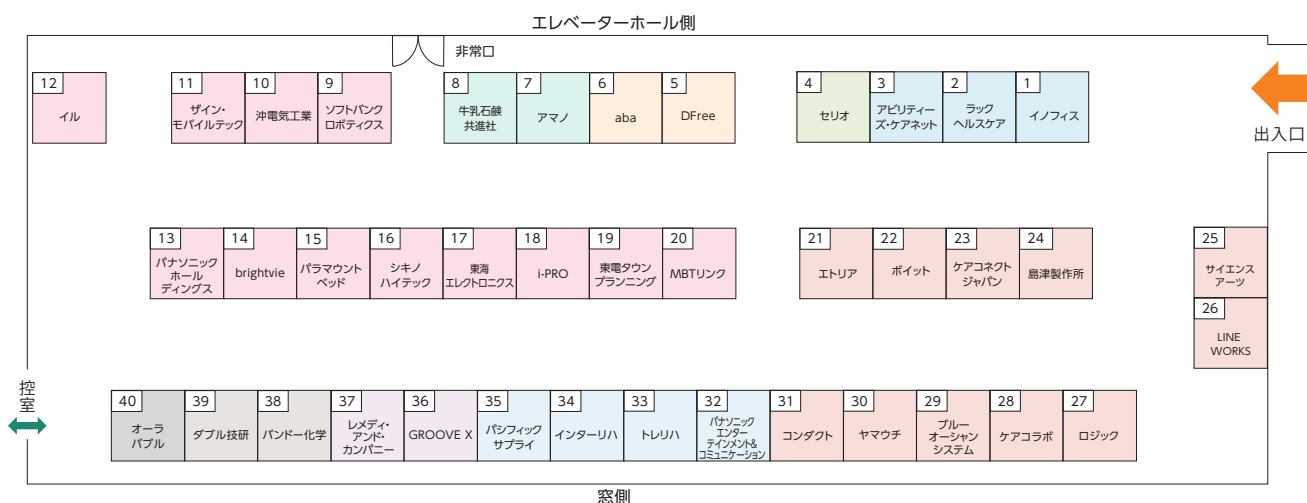 エレベーターホール側
非常口
12
イル
11
ザイン・
モバイルテック
10
沖電気工業
9
ソフトバンク
ロボティクス
8
牛乳石鹸
共進社
7
アマノ
6
aba
5
DFree
4
セリオ
3
アビリティー
ズ・ケアネット
2
ラック
ヘルスケア
1
イノフィス
出入口
13
パナソニック
ホール
ディングス
14
brightvie
15
パラマウント
ベッド
16
シキノ
ハイテック
17
東海
エレクトロニクス
18
i-PRO
19
東電タウン
プランニング
20
MBTリンク
21
エトリア
22
ボイット
23
ケアコネクト
ジャパン
24
島津製作所
25
サイエンス
アーツ
26
LINE
WORKS
控室
40
オーラ
バブル
39
ダブル技研
38
バンドー化学
37
レメディ・
アンド・
カンパニー
36
GROOVE X
35
パシフィック
サプライ
34
インターリハ
33
トレリハ
32
パナソニック
エンター
テインメント&
コミュニケーション
31
コンダクト
30
ヤマウチ
29
ブルー
オーシャン
システム
28
ケアコラボ
27
ロジック
窓側